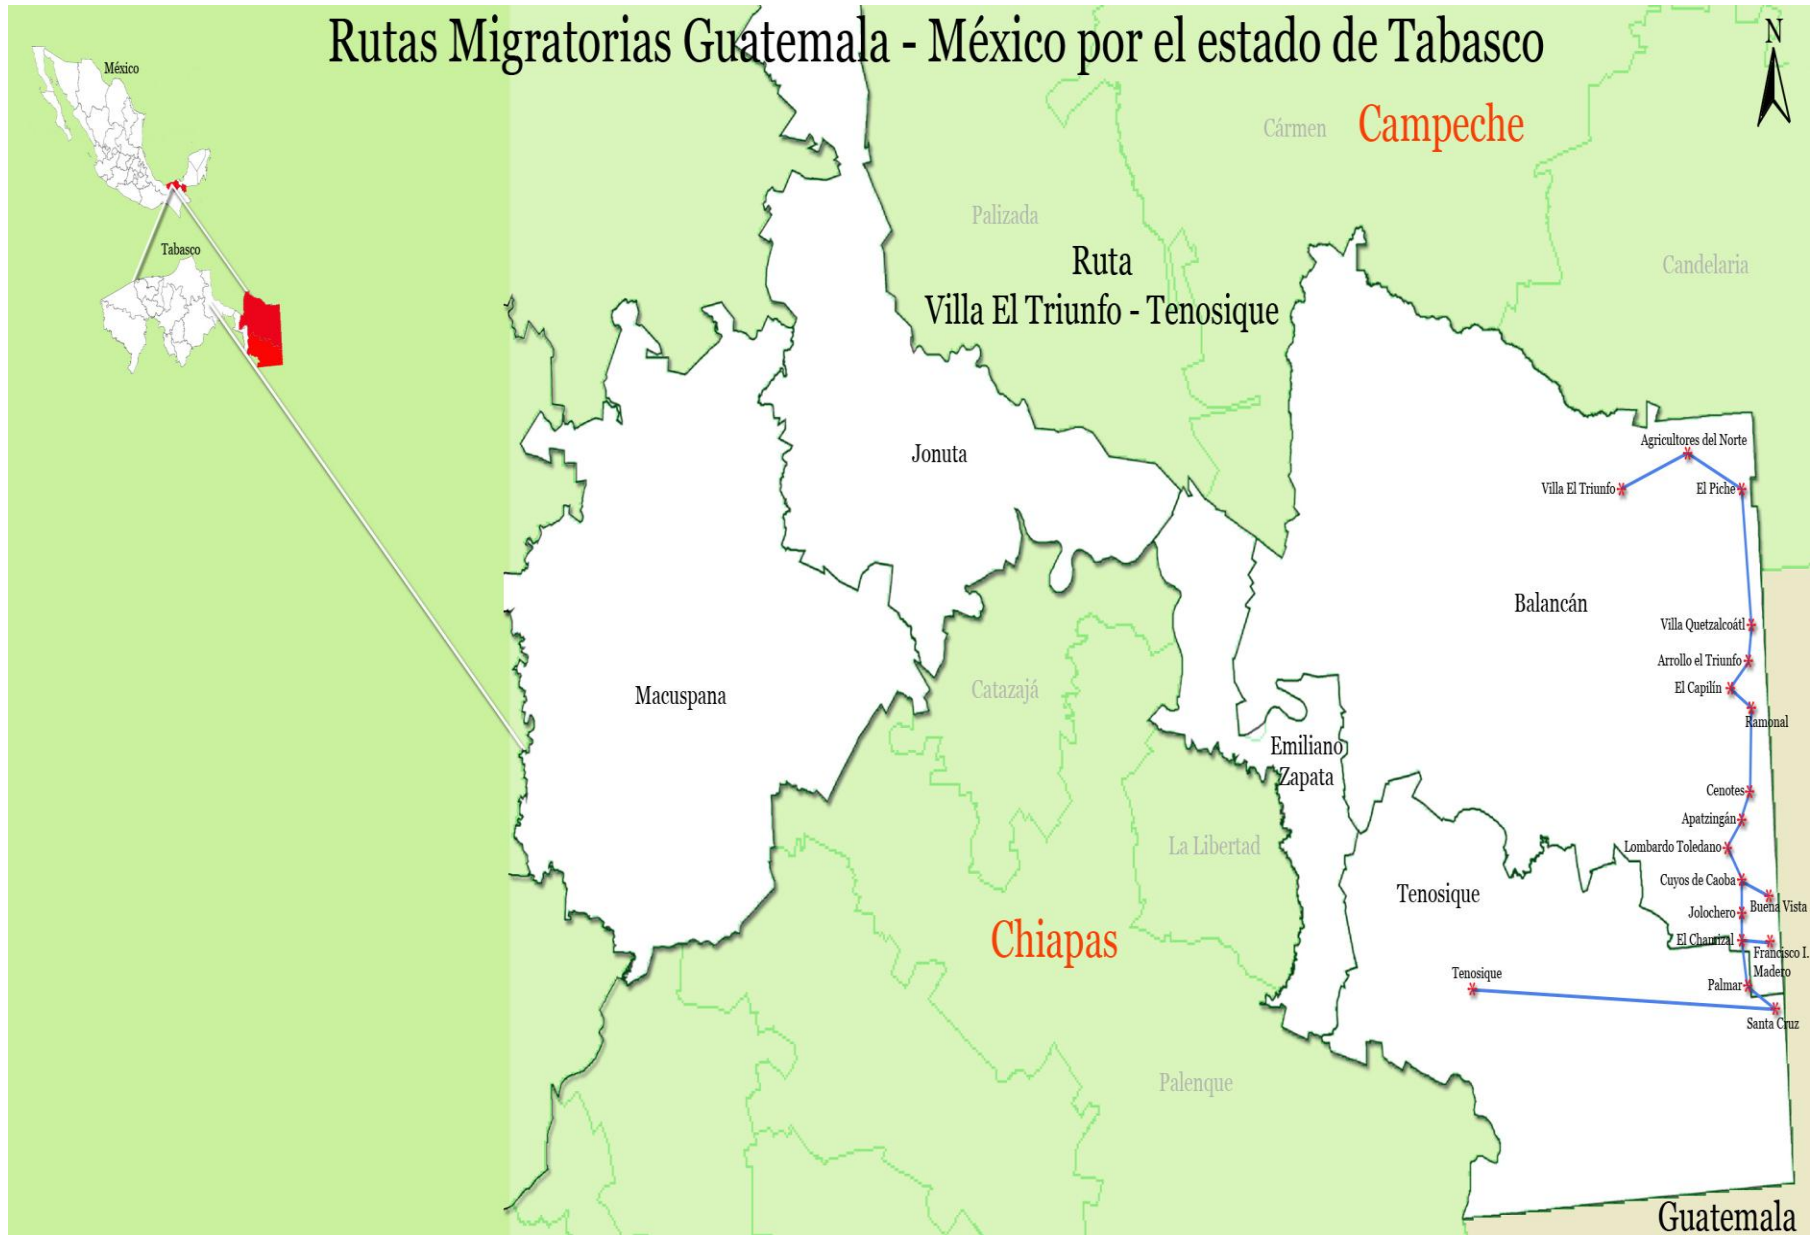 Rutas Migratorias Guatemala - México por el estado de Tabasco
N
México
Cármen
Campeche
Palizada
Tabasco
Ruta
Villa El Triunfo - Tenosique
Candelaria
Agricultores del Norte
Jonuta
Villa El Triunfo
El Piche
Balancán
Villa Quetzalcoátl
Arrollo el Triunfo
El Capilín
Catazajá
Macuspana
Ramonal
Emiliano
Zapata
Cenotes
Apatzingán
La Libertad
Lombardo Toledano
Cuyos de Caoba
Tenosique
Buena Vista
Jolochero
Chiapas
El Chamizal
Francisco I.
Madero
Tenosique
Palmar
Santa Cruz
Palenque
Guatemala